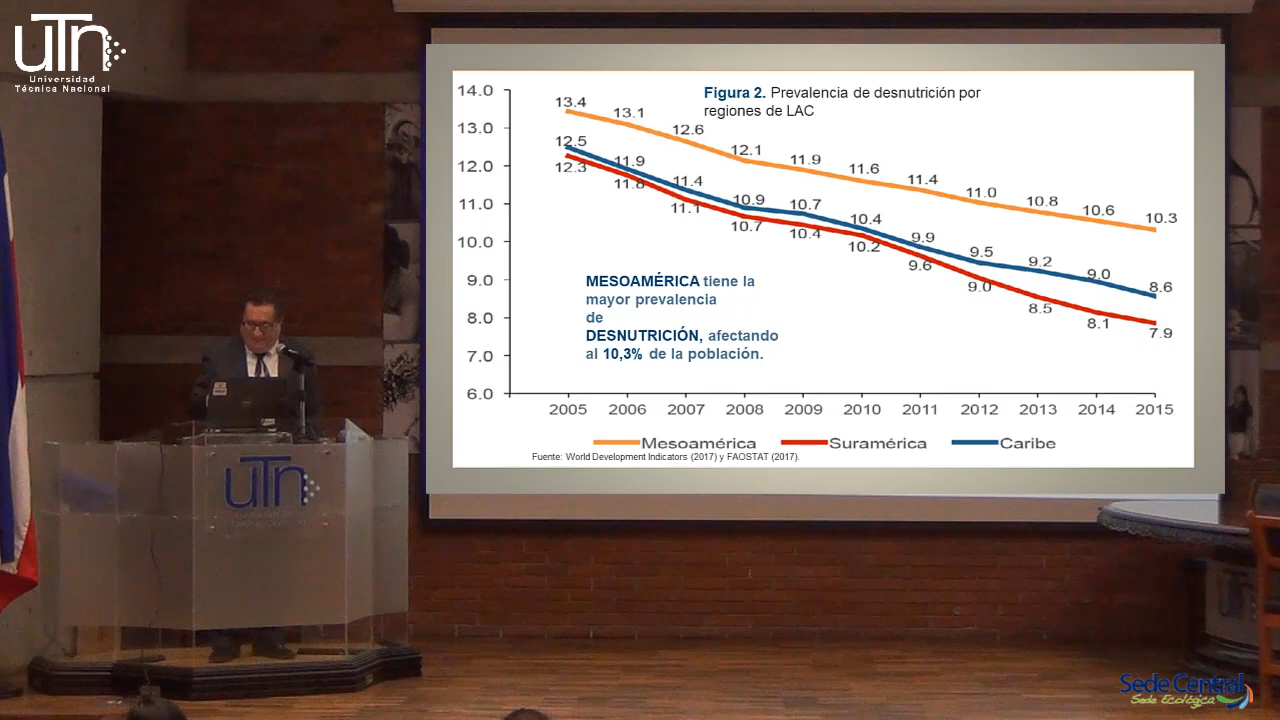 uTn
Universidad
Técnica Nacional
Figura 2. Prevalencia de desnutrición por
regiones de LAC
14.0
13.0
12.0
11.0
10.0
9.0
8.0
7.0
6.0
13.4
13.1
12.6
12.1
11.9
11.6
11.4
11.0
10.8
10.6
10.3
12.5
11.9
11.4
10.9
10.7
10.4
9.9
9.5
9.2
9.0
8.6
12.3
11.8
11.1
10.7
10.4
10.2
9.6
9.0
8.5
8.1
7.9
MESOAMÉRICA tiene la
mayor prevalencia
de
DESNUTRICIÓN, afectando
al 10,3% de la población.
2005 2006 2007 2008 2009 2010 2011 2012 2013 2014 2015
Mesoamérica Suramérica Caribe
Fuente: World Development Indicators (2017) y FAOSTAT (2017).
uTn
Sede Central
Sede Ecológica